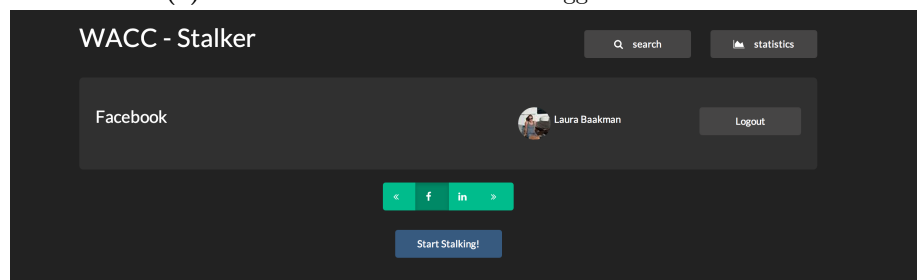 WACC - Stalker
search
statistics
Facebook
Laura Baakman
Logout
« f in »
Start Stalking!